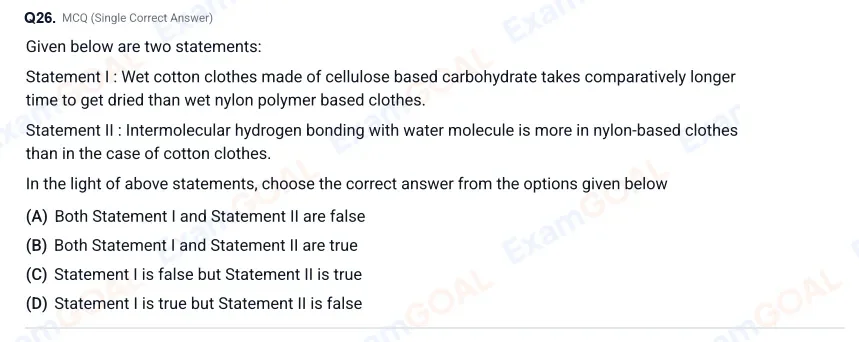 Q26. MCQ (Single Correct Answer)
Given below are two statements:
Statement I : Wet cotton clothes made of cellulose based carbohydrate takes comparatively longer
time to get dried than wet nylon polymer based clothes.
Statement II : Intermolecular hydrogen bonding with water molecule is more in nylon-based clothes
than in the case of cotton clothes.
In the light of above statements, choose the correct answer from the options given below
(A) Both Statement I and Statement II are false
(B) Both Statement I and Statement II are true
(C) Statement I is false but Statement II is true
(D) Statement I is true but Statement II is false